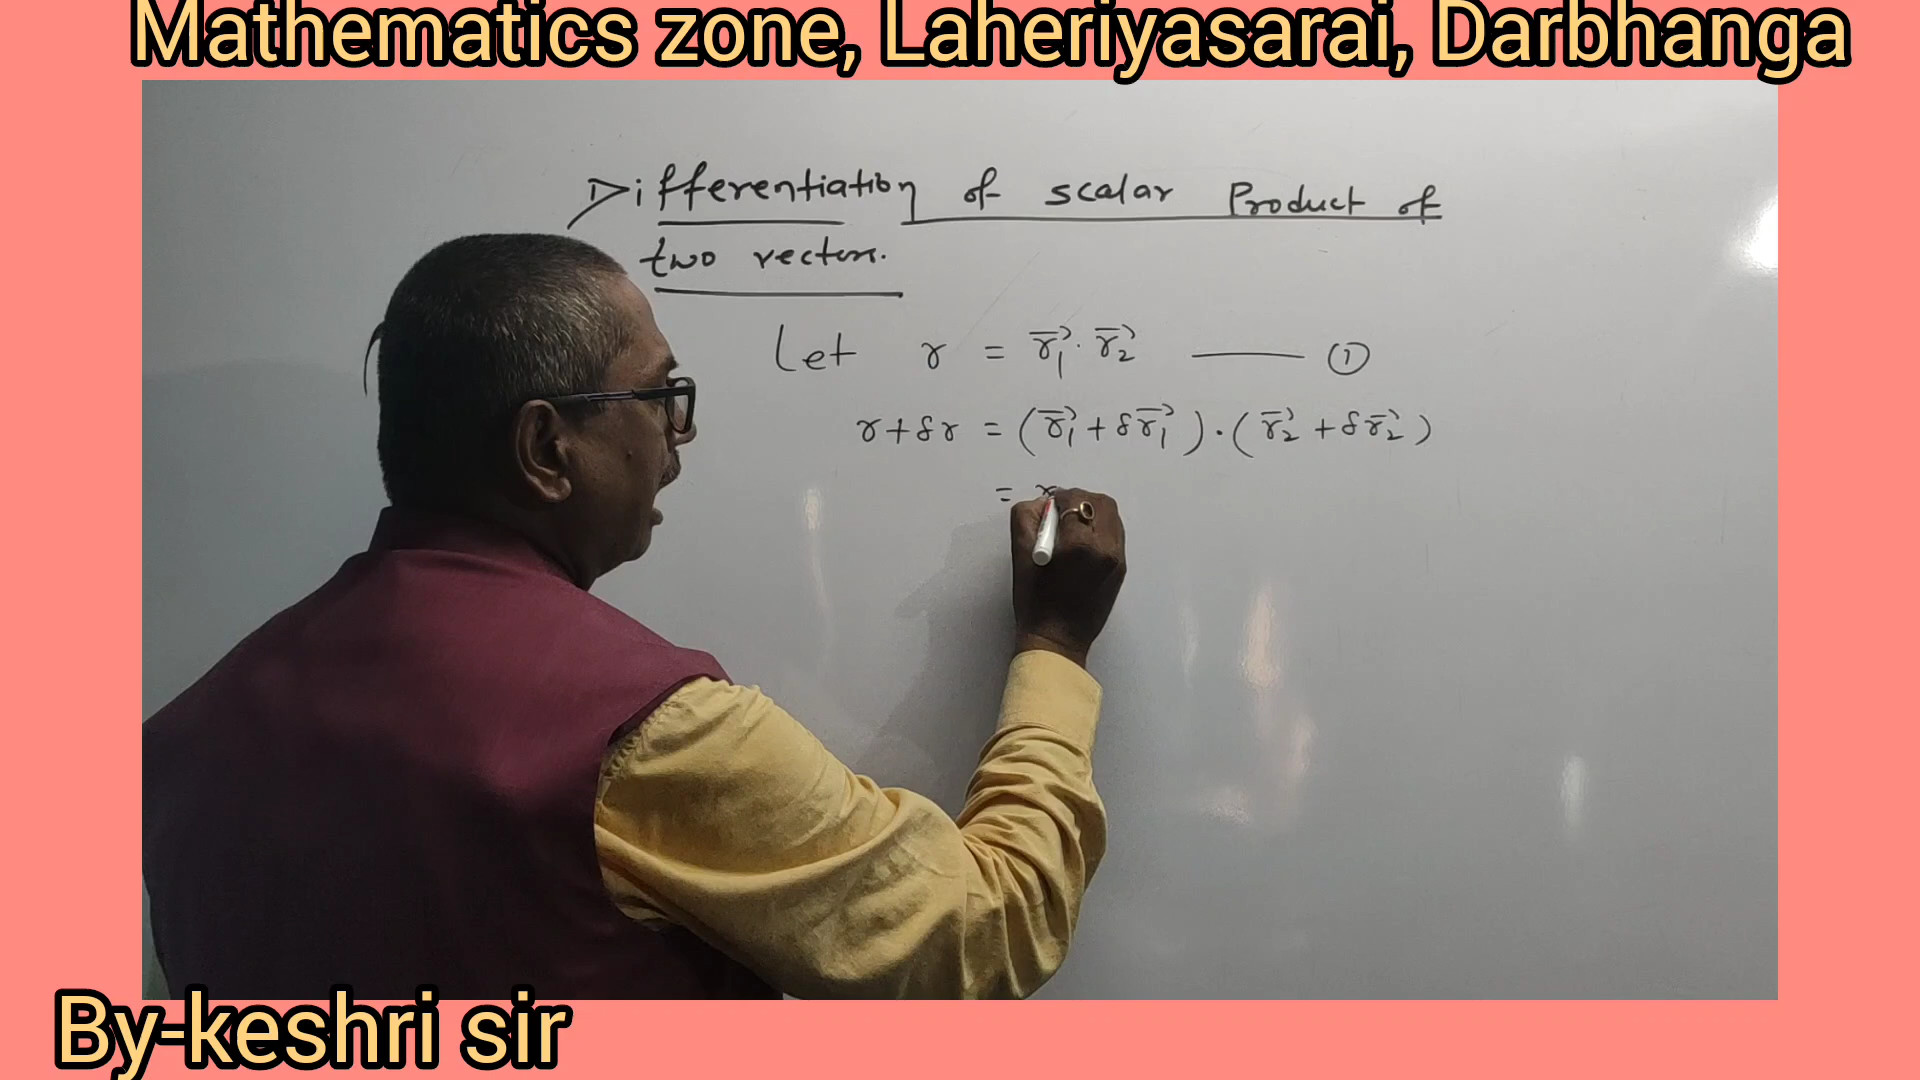 Mathematics zone, Laheriyasarai, Darbhanga
Differentiation of scalar Product of
two vectors.
Let r = r⃗₁ · r⃗₂ —— ①
r + δr = (r⃗₁ + δr⃗₁) · (r⃗₂ + δr⃗₂)
= r
By-keshri sir